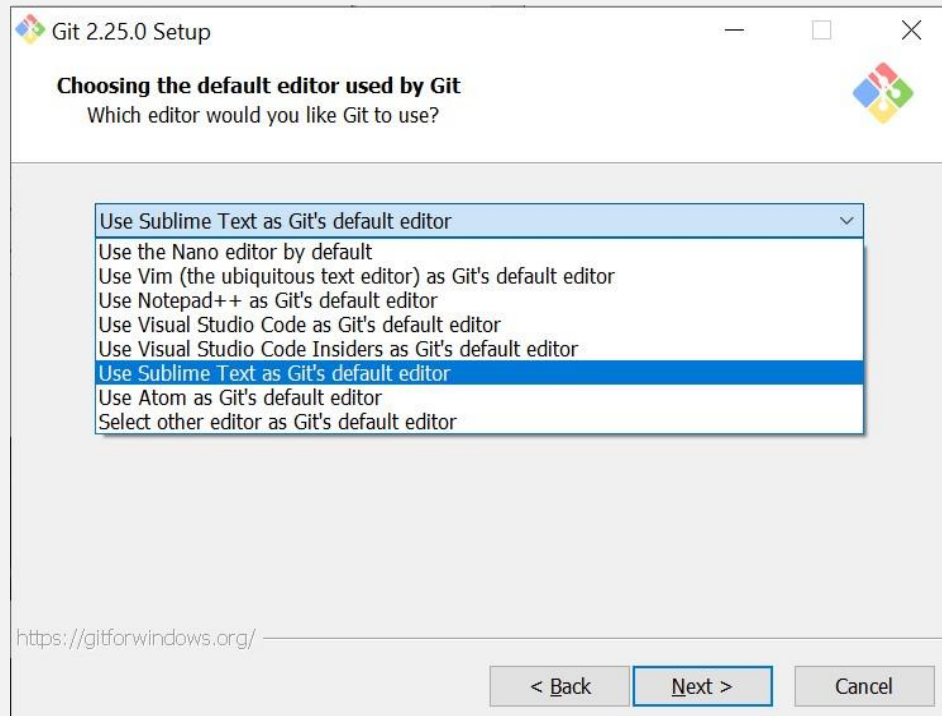 Git 2.25.0 Setup
Choosing the default editor used by Git
Which editor would you like Git to use?
Use Sublime Text as Git's default editor
Use the Nano editor by default
Use Vim (the ubiquitous text editor) as Git's default editor
Use Notepad++ as Git's default editor
Use Visual Studio Code as Git's default editor
Use Visual Studio Code Insiders as Git's default editor
Use Sublime Text as Git's default editor
Use Atom as Git's default editor
Select other editor as Git's default editor
https://gitforwindows.org/
< Back Next > Cancel